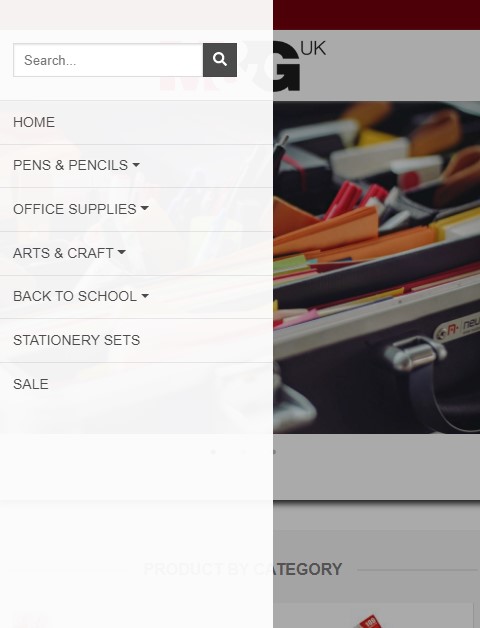 Search...
UK
HOME
PENS & PENCILS
OFFICE SUPPLIES
ARTS & CRAFT
BACK TO SCHOOL
STATIONERY SETS
SALE
PRODUCT BY CATEGORY